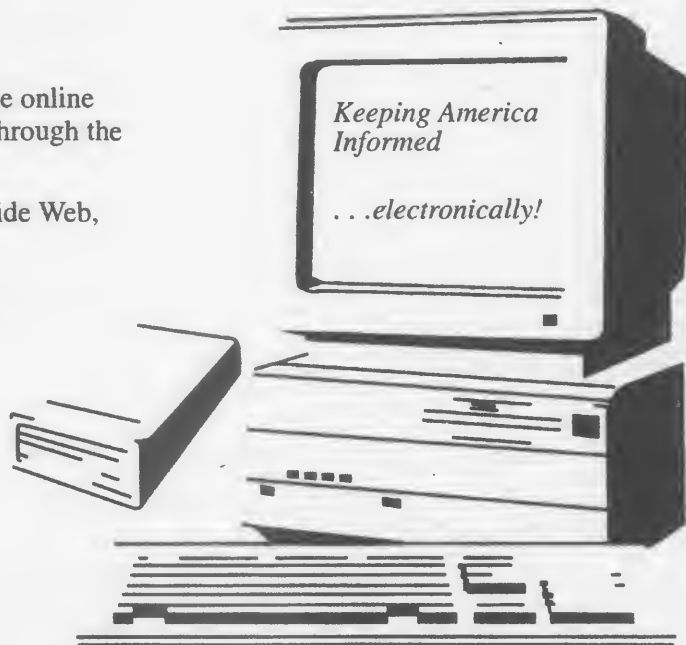 e online
hrough the
ide Web,
Keeping America
Informed
. . .electronically!